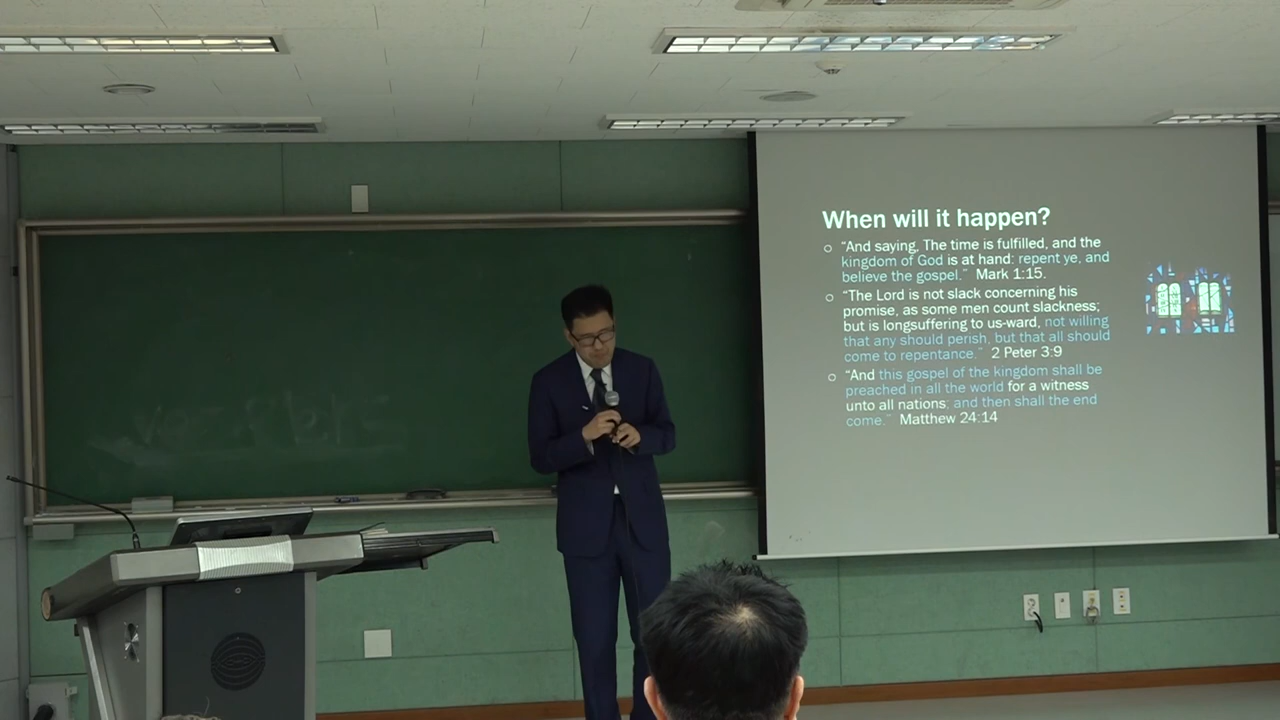 When will it happen?
“And saying, The time is fulfilled, and the
kingdom of God is at hand: repent ye, and
believe the gospel.” Mark 1:15.
“The Lord is not slack concerning his
promise, as some men count slackness;
but is longsuffering to us-ward, not willing
that any should perish, but that all should
come to repentance.” 2 Peter 3:9
“And this gospel of the kingdom shall be
preached in all the world for a witness
unto all nations: and then shall the end
come.” Matthew 24:14